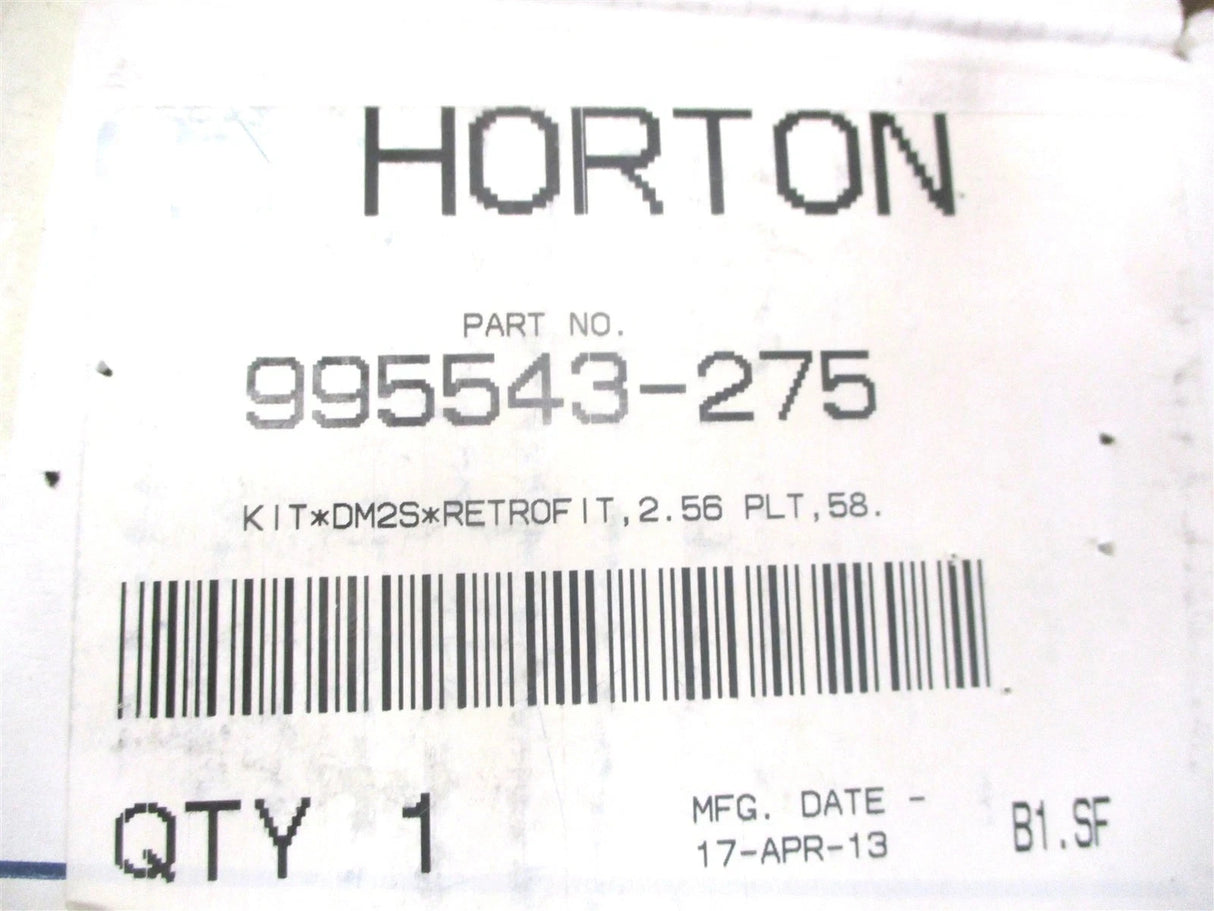 HORTON
PART NO.
995543-275
KIT*DM2S*RETROFIT,2.56 PLT,58.
QTY 1
MFG. DATE -
17-APR-13
B1.SF